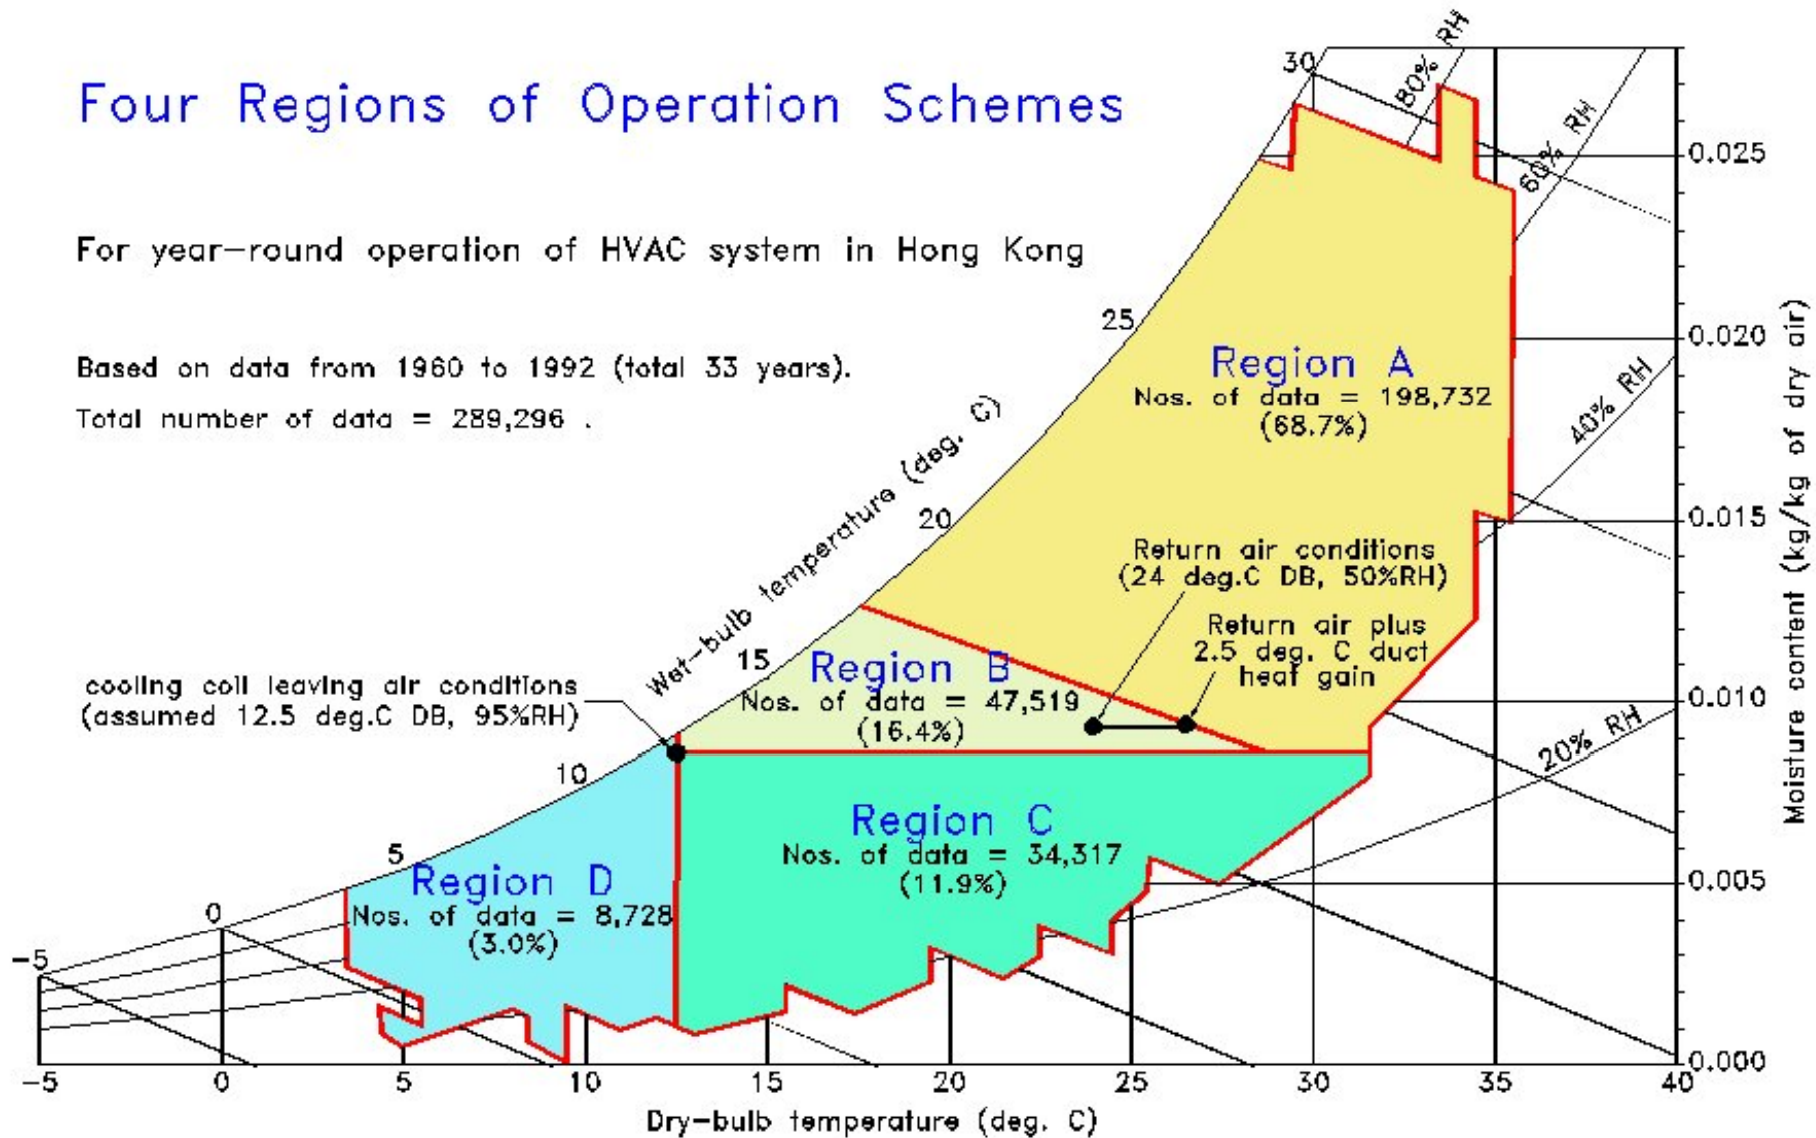 Four Regions of Operation Schemes
For year-round operation of HVAC system in Hong Kong
Based on data from 1960 to 1992 (total 33 years).
Total number of data = 289,296 .
Wet-bulb temperature (deg. C)
-5
0
5
10
15
20
25
30
80% RH
60% RH
40% RH
20% RH
Region A
Nos. of data = 198,732
(68.7%)
Return air conditions
(24 deg.C DB, 50%RH)
Return air plus
2.5 deg. C duct
heat gain
Region B
Nos. of data = 47,519
(16.4%)
cooling coil leaving air conditions
(assumed 12.5 deg.C DB, 95%RH)
Region C
Nos. of data = 34,317
(11.9%)
Region D
Nos. of data = 8,728
(3.0%)
0.025
0.020
0.015
0.010
0.005
0.000
Moisture content (kg/kg of dry air)
-5
0
5
10
15
20
25
30
35
40
Dry-bulb temperature (deg. C)